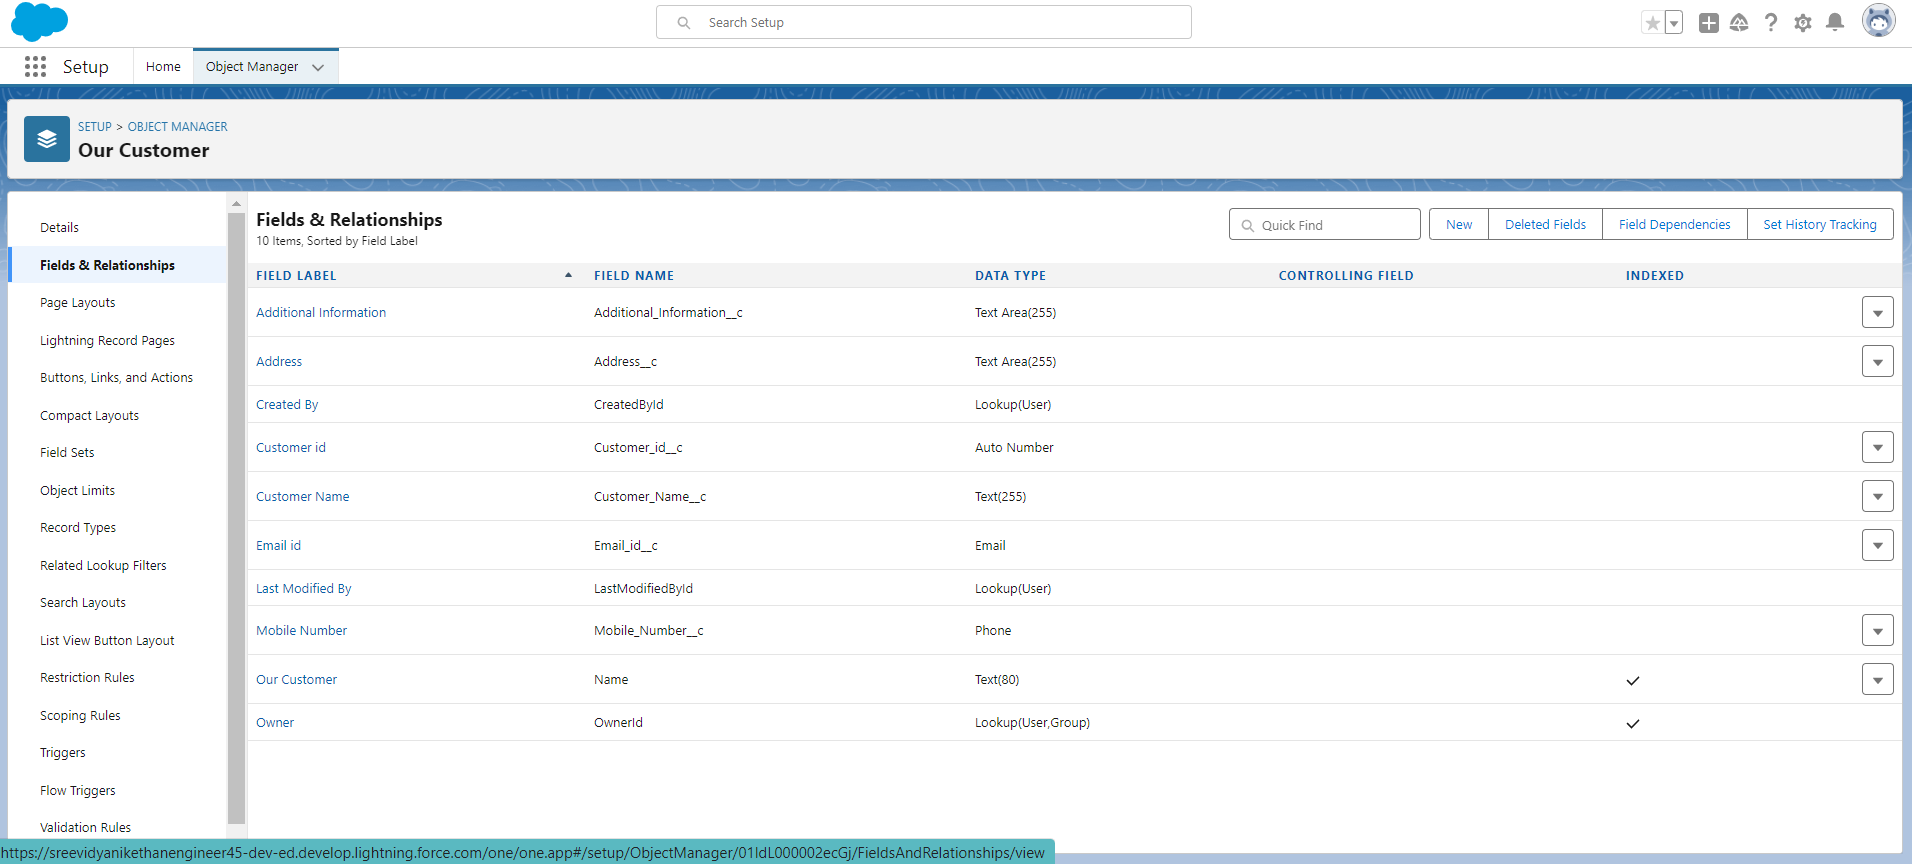 Search Setup
Setup
Home
Object Manager
SETUP > OBJECT MANAGER
Our Customer
Details
Fields & Relationships
Page Layouts
Lightning Record Pages
Buttons, Links, and Actions
Compact Layouts
Field Sets
Object Limits
Record Types
Related Lookup Filters
Search Layouts
List View Button Layout
Restriction Rules
Scoping Rules
Triggers
Flow Triggers
Validation Rules
Fields & Relationships
10 Items, Sorted by Field Label
Quick Find
New
Deleted Fields
Field Dependencies
Set History Tracking
FIELD LABEL FIELD NAME DATA TYPE CONTROLLING FIELD INDEXED
Additional Information Additional_Information__c Text Area(255)
Address Address__c Text Area(255)
Created By CreatedById Lookup(User)
Customer id Customer_id__c Auto Number
Customer Name Customer_Name__c Text(255)
Email id Email_id__c Email
Last Modified By LastModifiedById Lookup(User)
Mobile Number Mobile_Number__c Phone
Our Customer Name Text(80)
Owner OwnerId Lookup(User,Group)
https://sreevidyanikethanengineer45-dev-ed.develop.lightning.force.com/one/one.app#/setup/ObjectManager/01IdL000002ecGj/FieldsAndRelationships/view